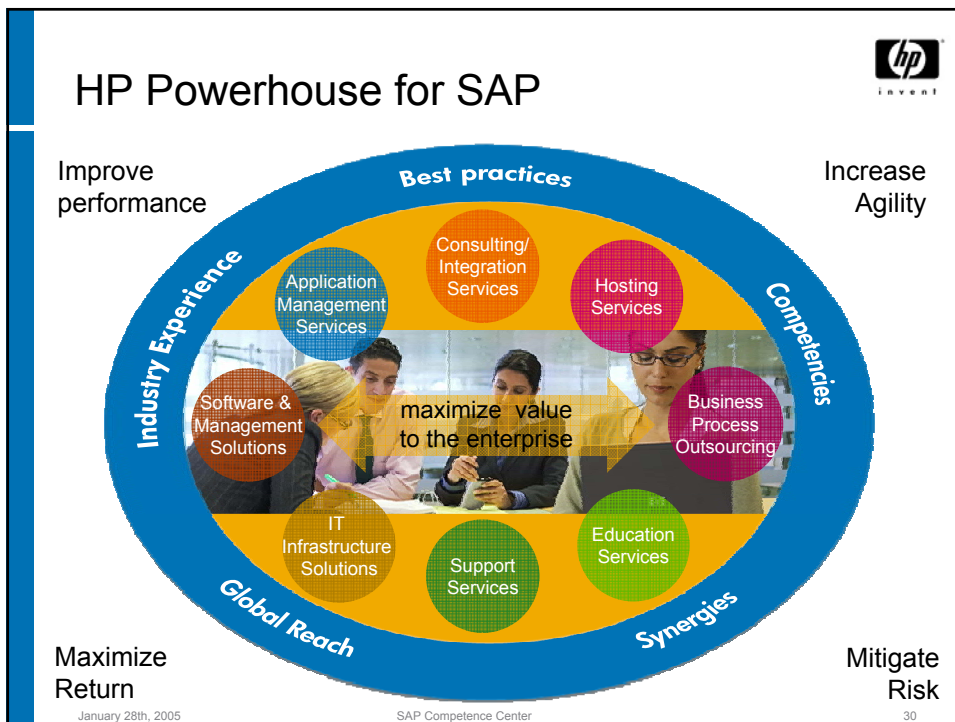 HP Powerhouse for SAP
hp
invent
Improve
performance
Increase
Agility
Best practices
Industry Experience
Competencies
Consulting/
Integration
Services
Application
Management
Services
Hosting
Services
Software &
Management
Solutions
maximize value
to the enterprise
Business
Process
Outsourcing
IT
Infrastructure
Solutions
Support
Services
Education
Services
Global Reach
Synergies
Maximize
Return
Mitigate
Risk
January 28th, 2005
SAP Competence Center
30